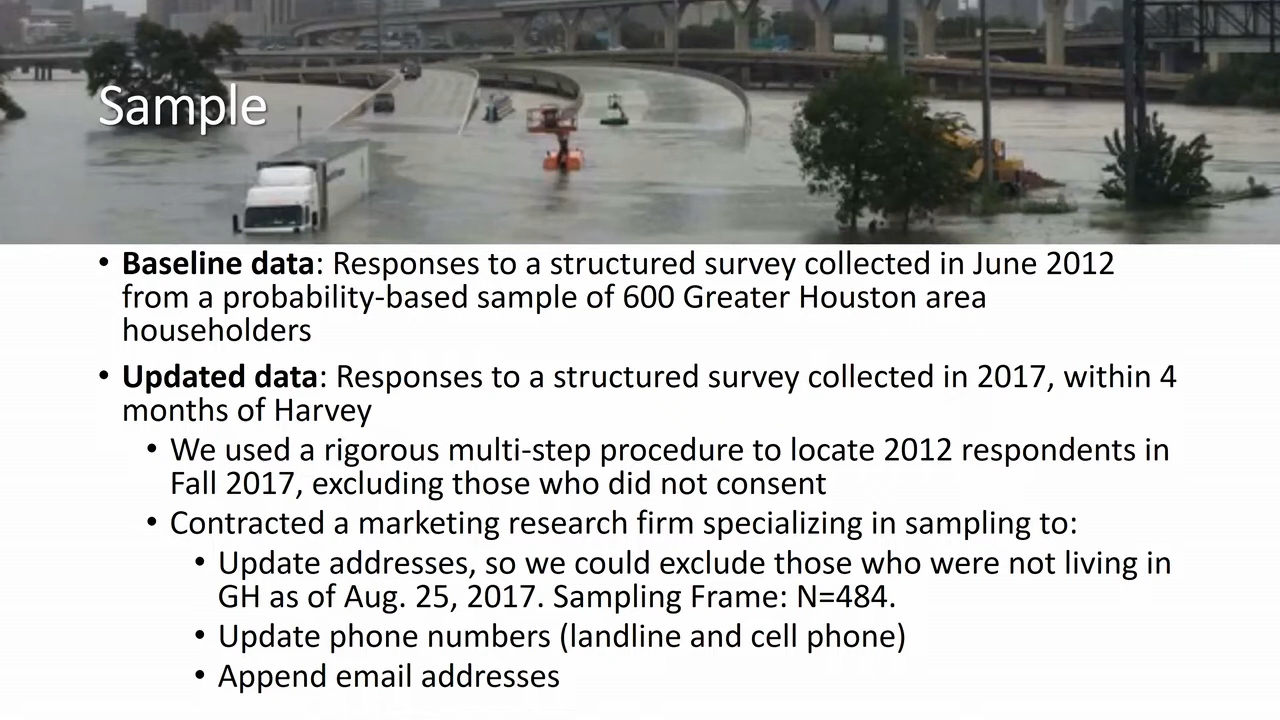 Sample
• Baseline data: Responses to a structured survey collected in June 2012
from a probability-based sample of 600 Greater Houston area
householders
• Updated data: Responses to a structured survey collected in 2017, within 4
months of Harvey
• We used a rigorous multi-step procedure to locate 2012 respondents in
Fall 2017, excluding those who did not consent
• Contracted a marketing research firm specializing in sampling to:
• Update addresses, so we could exclude those who were not living in
GH as of Aug. 25, 2017. Sampling Frame: N=484.
• Update phone numbers (landline and cell phone)
• Append email addresses